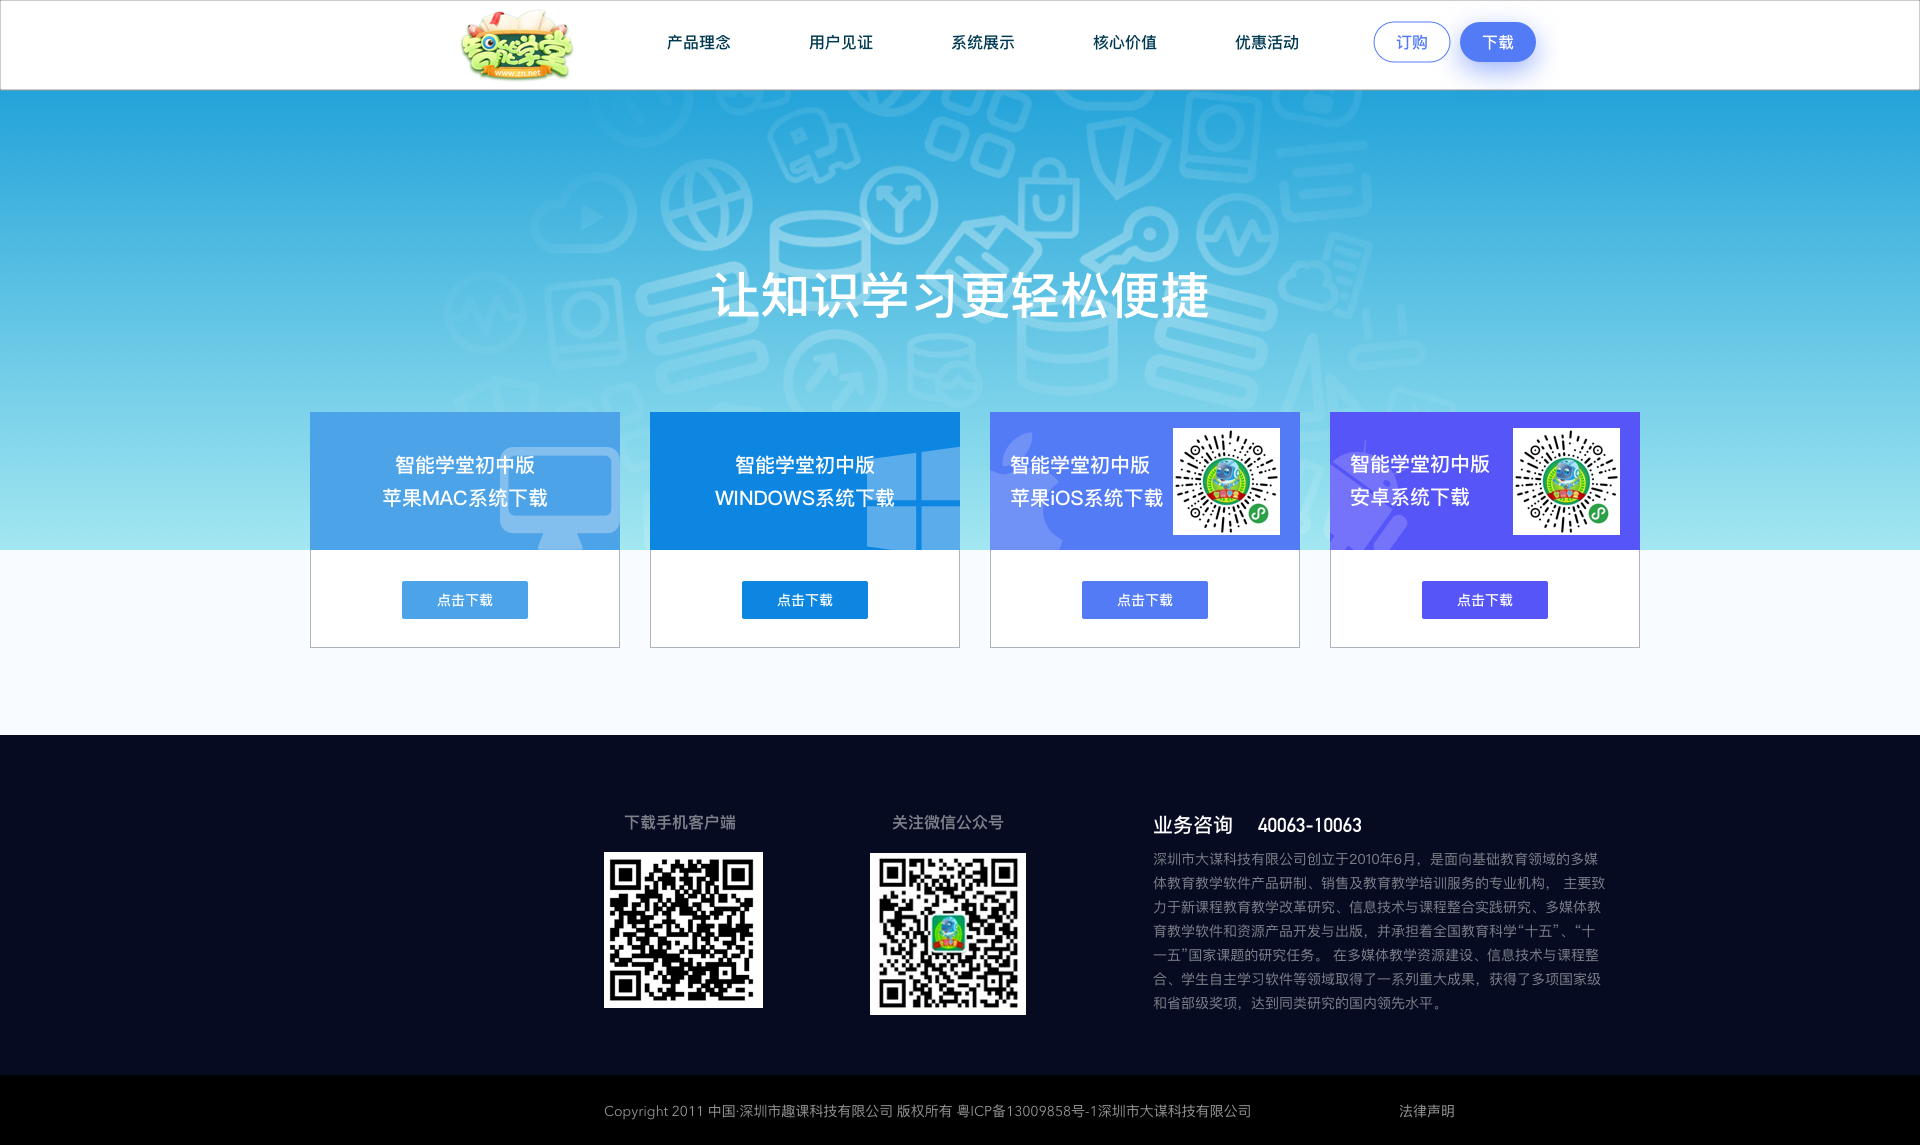 智能学堂
www.zn.net
产品理念
用户见证
系统展示
核心价值
优惠活动
订购
下载
让知识学习更轻松便捷
智能学堂初中版
苹果MAC系统下载
智能学堂初中版
WINDOWS系统下载
智能学堂初中版
苹果iOS系统下载
智能学堂初中版
安卓系统下载
点击下载
点击下载
点击下载
点击下载
下载手机客户端
关注微信公众号
业务咨询 40063-10063
深圳市大谋科技有限公司创立于2010年6月，是面向基础教育领域的多媒
体教育教学软件产品研制、销售及教育教学培训服务的专业机构， 主要致
力于新课程教育教学改革研究、信息技术与课程整合实践研究、多媒体教
育教学软件和资源产品开发与出版，并承担着全国教育科学“十五”、“十
一五”国家课题的研究任务。 在多媒体教学资源建设、信息技术与课程整
合、学生自主学习软件等领域取得了一系列重大成果，获得了多项国家级
和省部级奖项，达到同类研究的国内领先水平。
Copyright 2011 中国·深圳市趣课科技有限公司 版权所有 粤ICP备13009858号-1深圳市大谋科技有限公司
法律声明